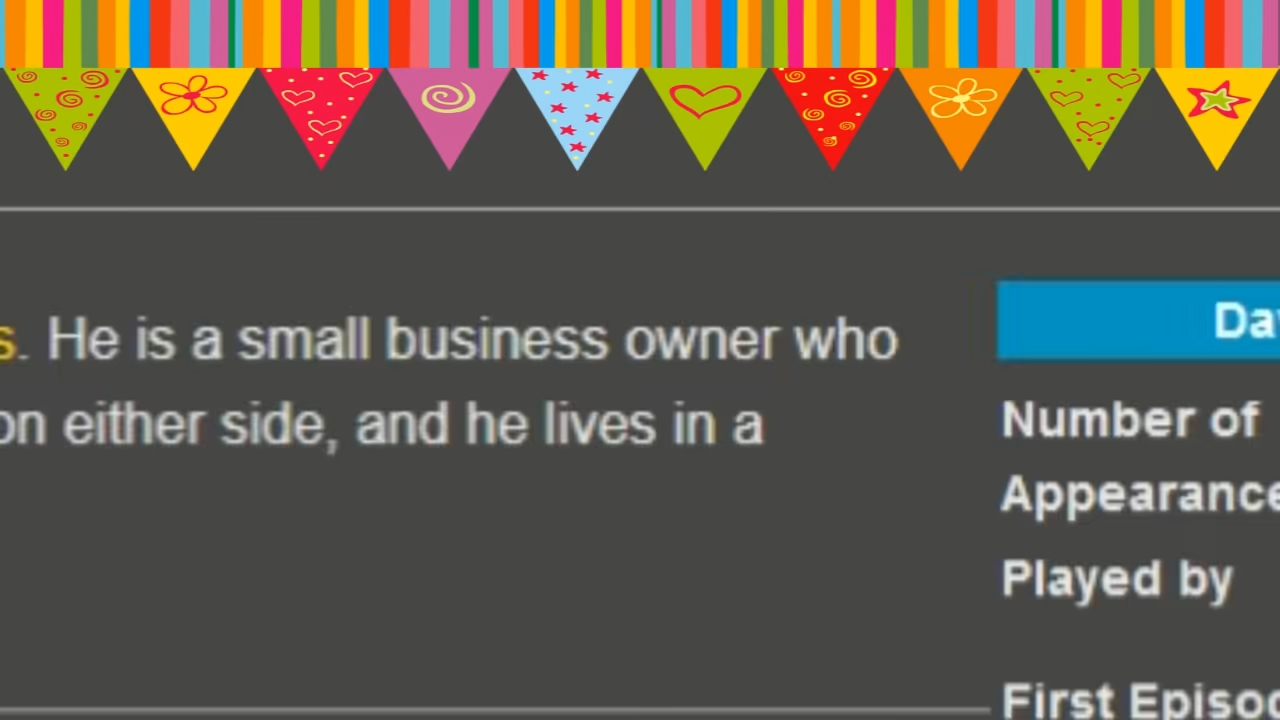 s. He is a small business owner who
on either side, and he lives in a
Da
Number of
Appearance
Played by
First Episod